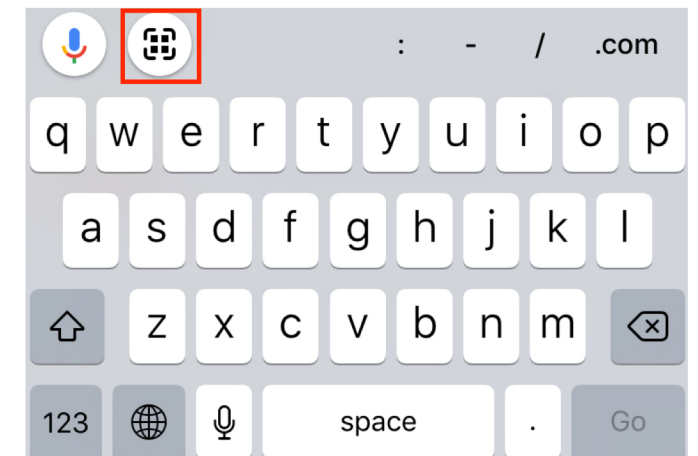 : - / .com
q w e r t y u i o p
a s d f g h j k l
z x c v b n m
123 space . Go